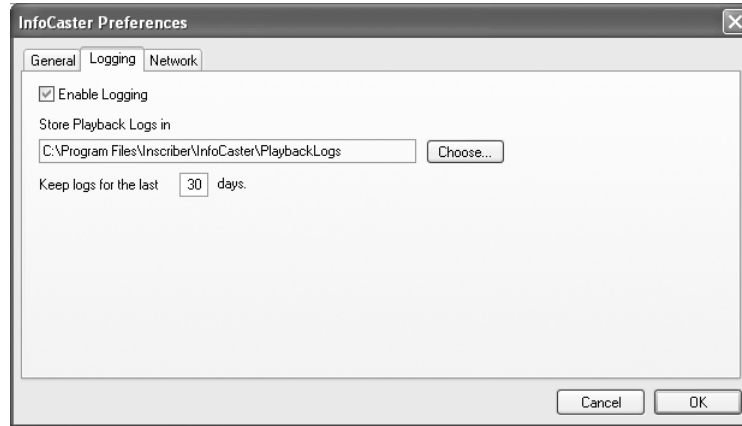 InfoCaster Preferences
General Logging Network
Enable Logging
Store Playback Logs in
C:\Program Files\Inscriber\InfoCaster\PlaybackLogs Choose...
Keep logs for the last 30 days.
Cancel OK